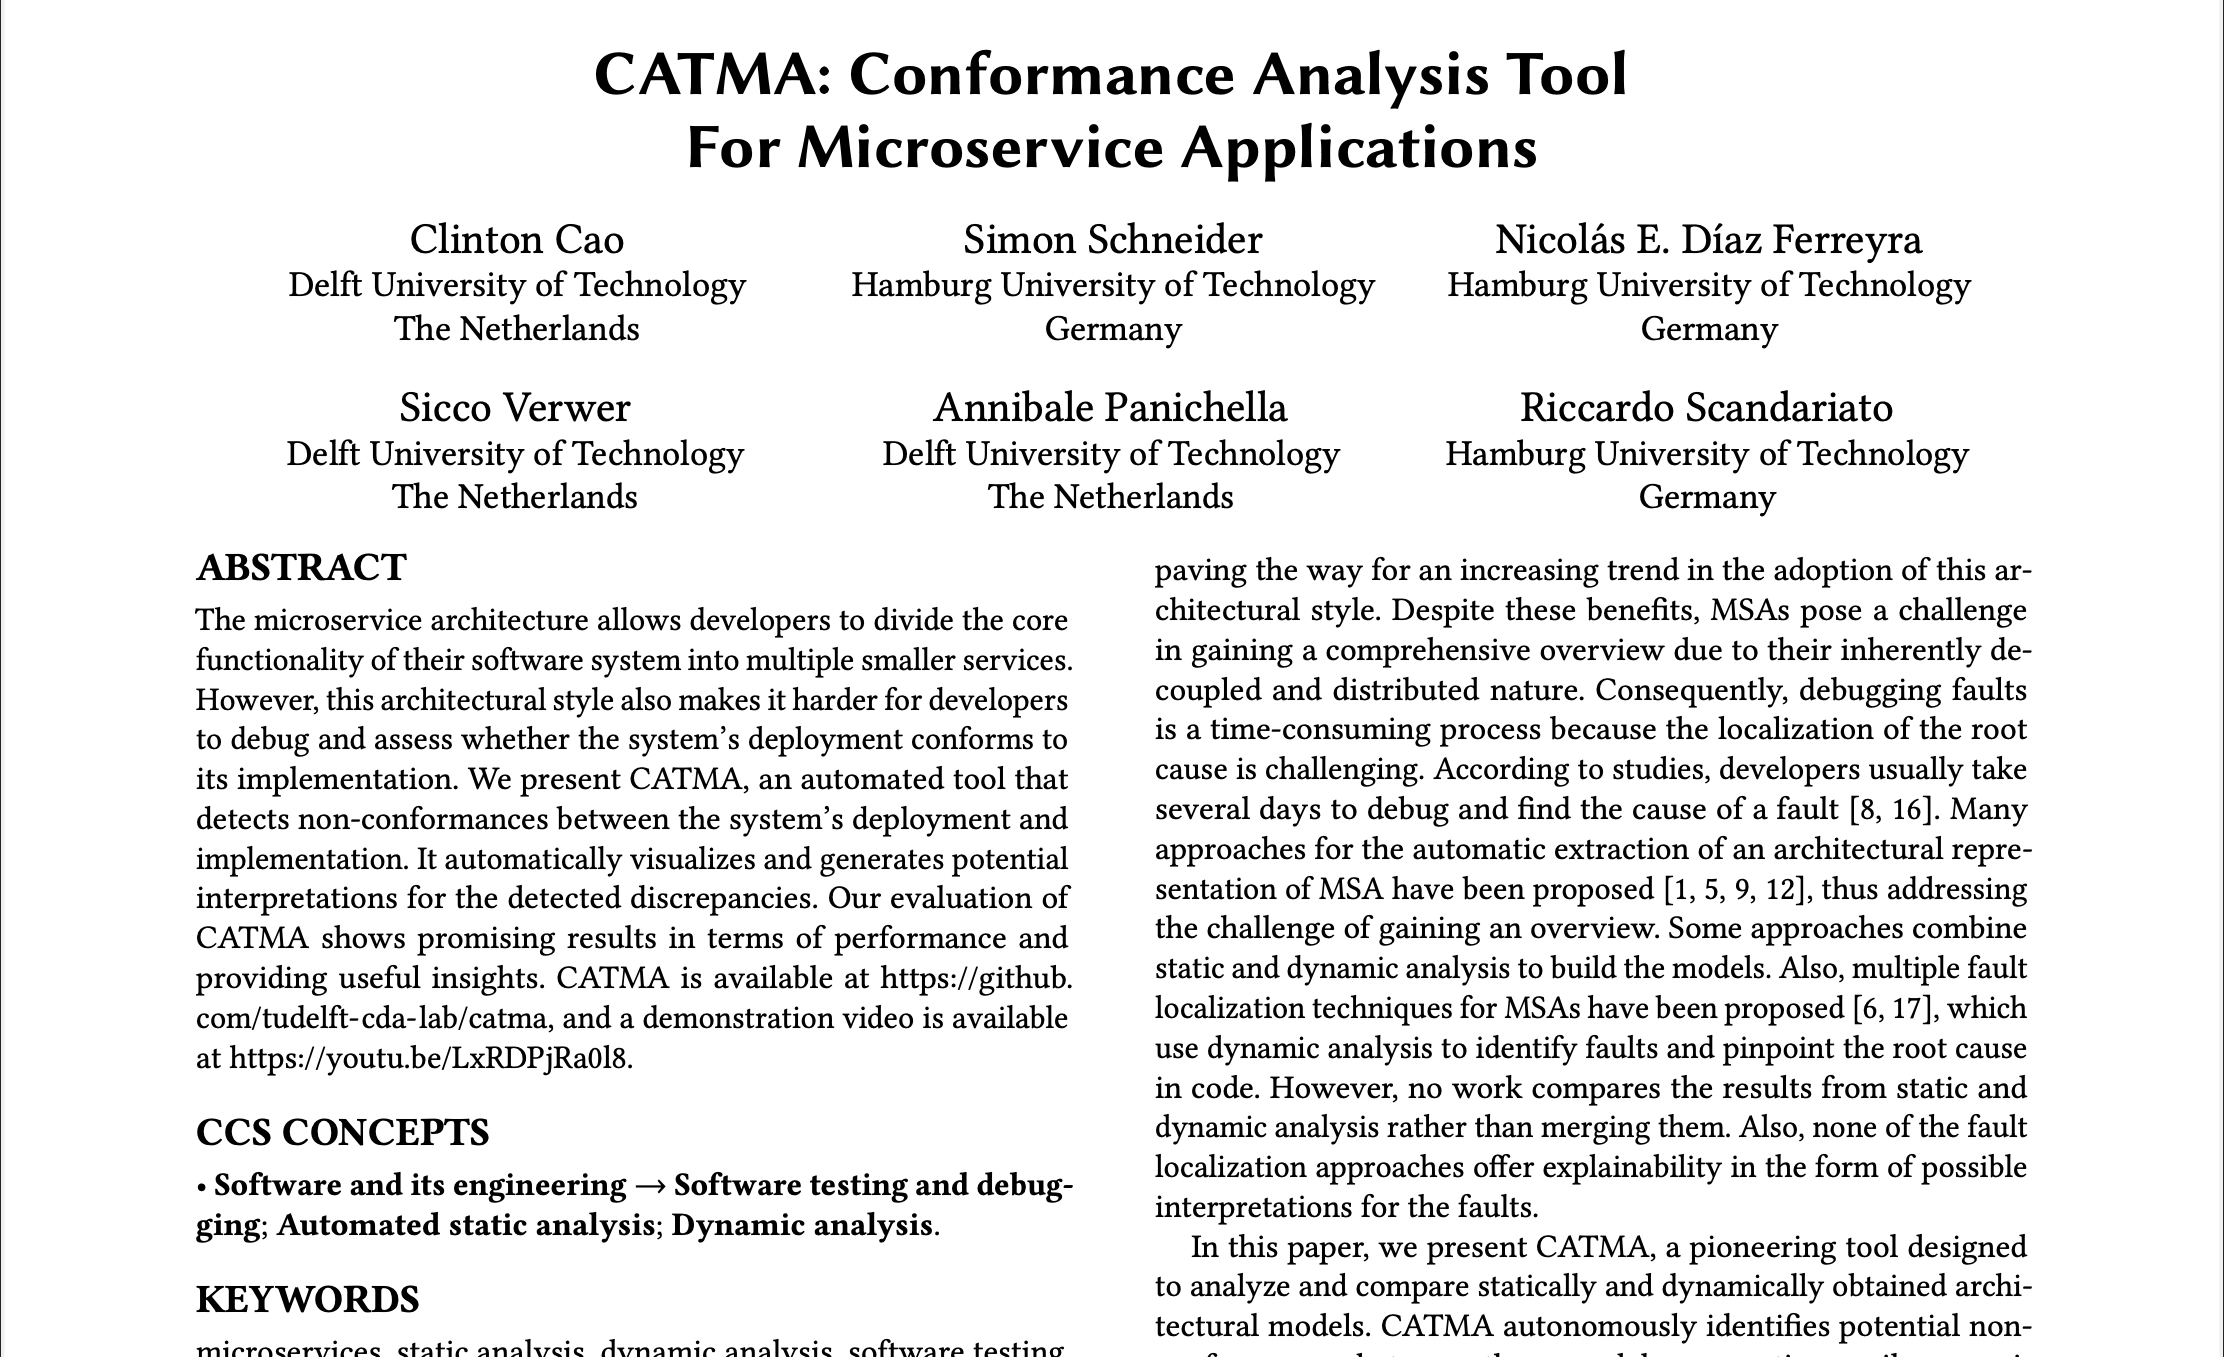 CATMA: Conformance Analysis Tool
For Microservice Applications
Clinton Cao
Delft University of Technology
The Netherlands
Simon Schneider
Hamburg University of Technology
Germany
Nicolás E. Díaz Ferreyra
Hamburg University of Technology
Germany
Sicco Verwer
Delft University of Technology
The Netherlands
Annibale Panichella
Delft University of Technology
The Netherlands
Riccardo Scandariato
Hamburg University of Technology
Germany
ABSTRACT
The microservice architecture allows developers to divide the core
functionality of their software system into multiple smaller services.
However, this architectural style also makes it harder for developers
to debug and assess whether the system's deployment conforms to
its implementation. We present CATMA, an automated tool that
detects non-conformances between the system's deployment and
implementation. It automatically visualizes and generates potential
interpretations for the detected discrepancies. Our evaluation of
CATMA shows promising results in terms of performance and
providing useful insights. CATMA is available at https://github.
com/tudelft-cda-lab/catma, and a demonstration video is available
at https://youtu.be/LxRDPjRa0l8.
CCS CONCEPTS
• Software and its engineering → Software testing and debug-
ging; Automated static analysis; Dynamic analysis.
KEYWORDS
microservices, static analysis, dynamic analysis, software testing
paving the way for an increasing trend in the adoption of this ar-
chitectural style. Despite these benefits, MSAs pose a challenge
in gaining a comprehensive overview due to their inherently de-
coupled and distributed nature. Consequently, debugging faults
is a time-consuming process because the localization of the root
cause is challenging. According to studies, developers usually take
several days to debug and find the cause of a fault [8, 16]. Many
approaches for the automatic extraction of an architectural repre-
sentation of MSA have been proposed [1, 5, 9, 12], thus addressing
the challenge of gaining an overview. Some approaches combine
static and dynamic analysis to build the models. Also, multiple fault
localization techniques for MSAs have been proposed [6, 17], which
use dynamic analysis to identify faults and pinpoint the root cause
in code. However, no work compares the results from static and
dynamic analysis rather than merging them. Also, none of the fault
localization approaches offer explainability in the form of possible
interpretations for the faults.
In this paper, we present CATMA, a pioneering tool designed
to analyze and compare statically and dynamically obtained archi-
tectural models. CATMA autonomously identifies potential non-